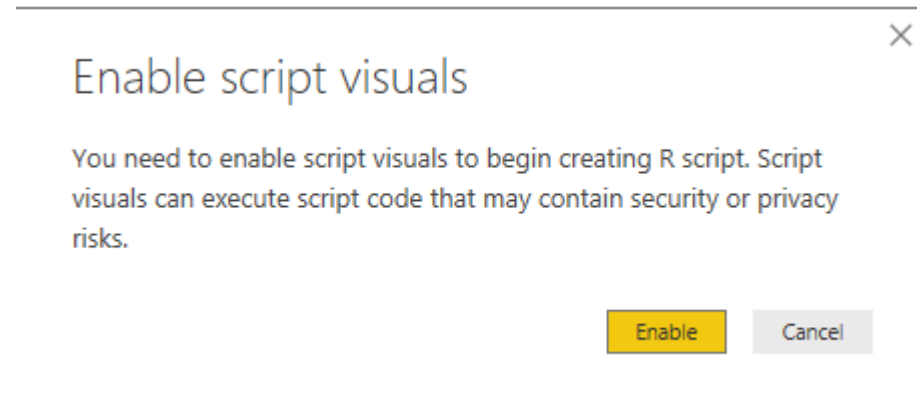 Enable script visuals
You need to enable script visuals to begin creating R script. Script
visuals can execute script code that may contain security or privacy
risks.
Enable
Cancel